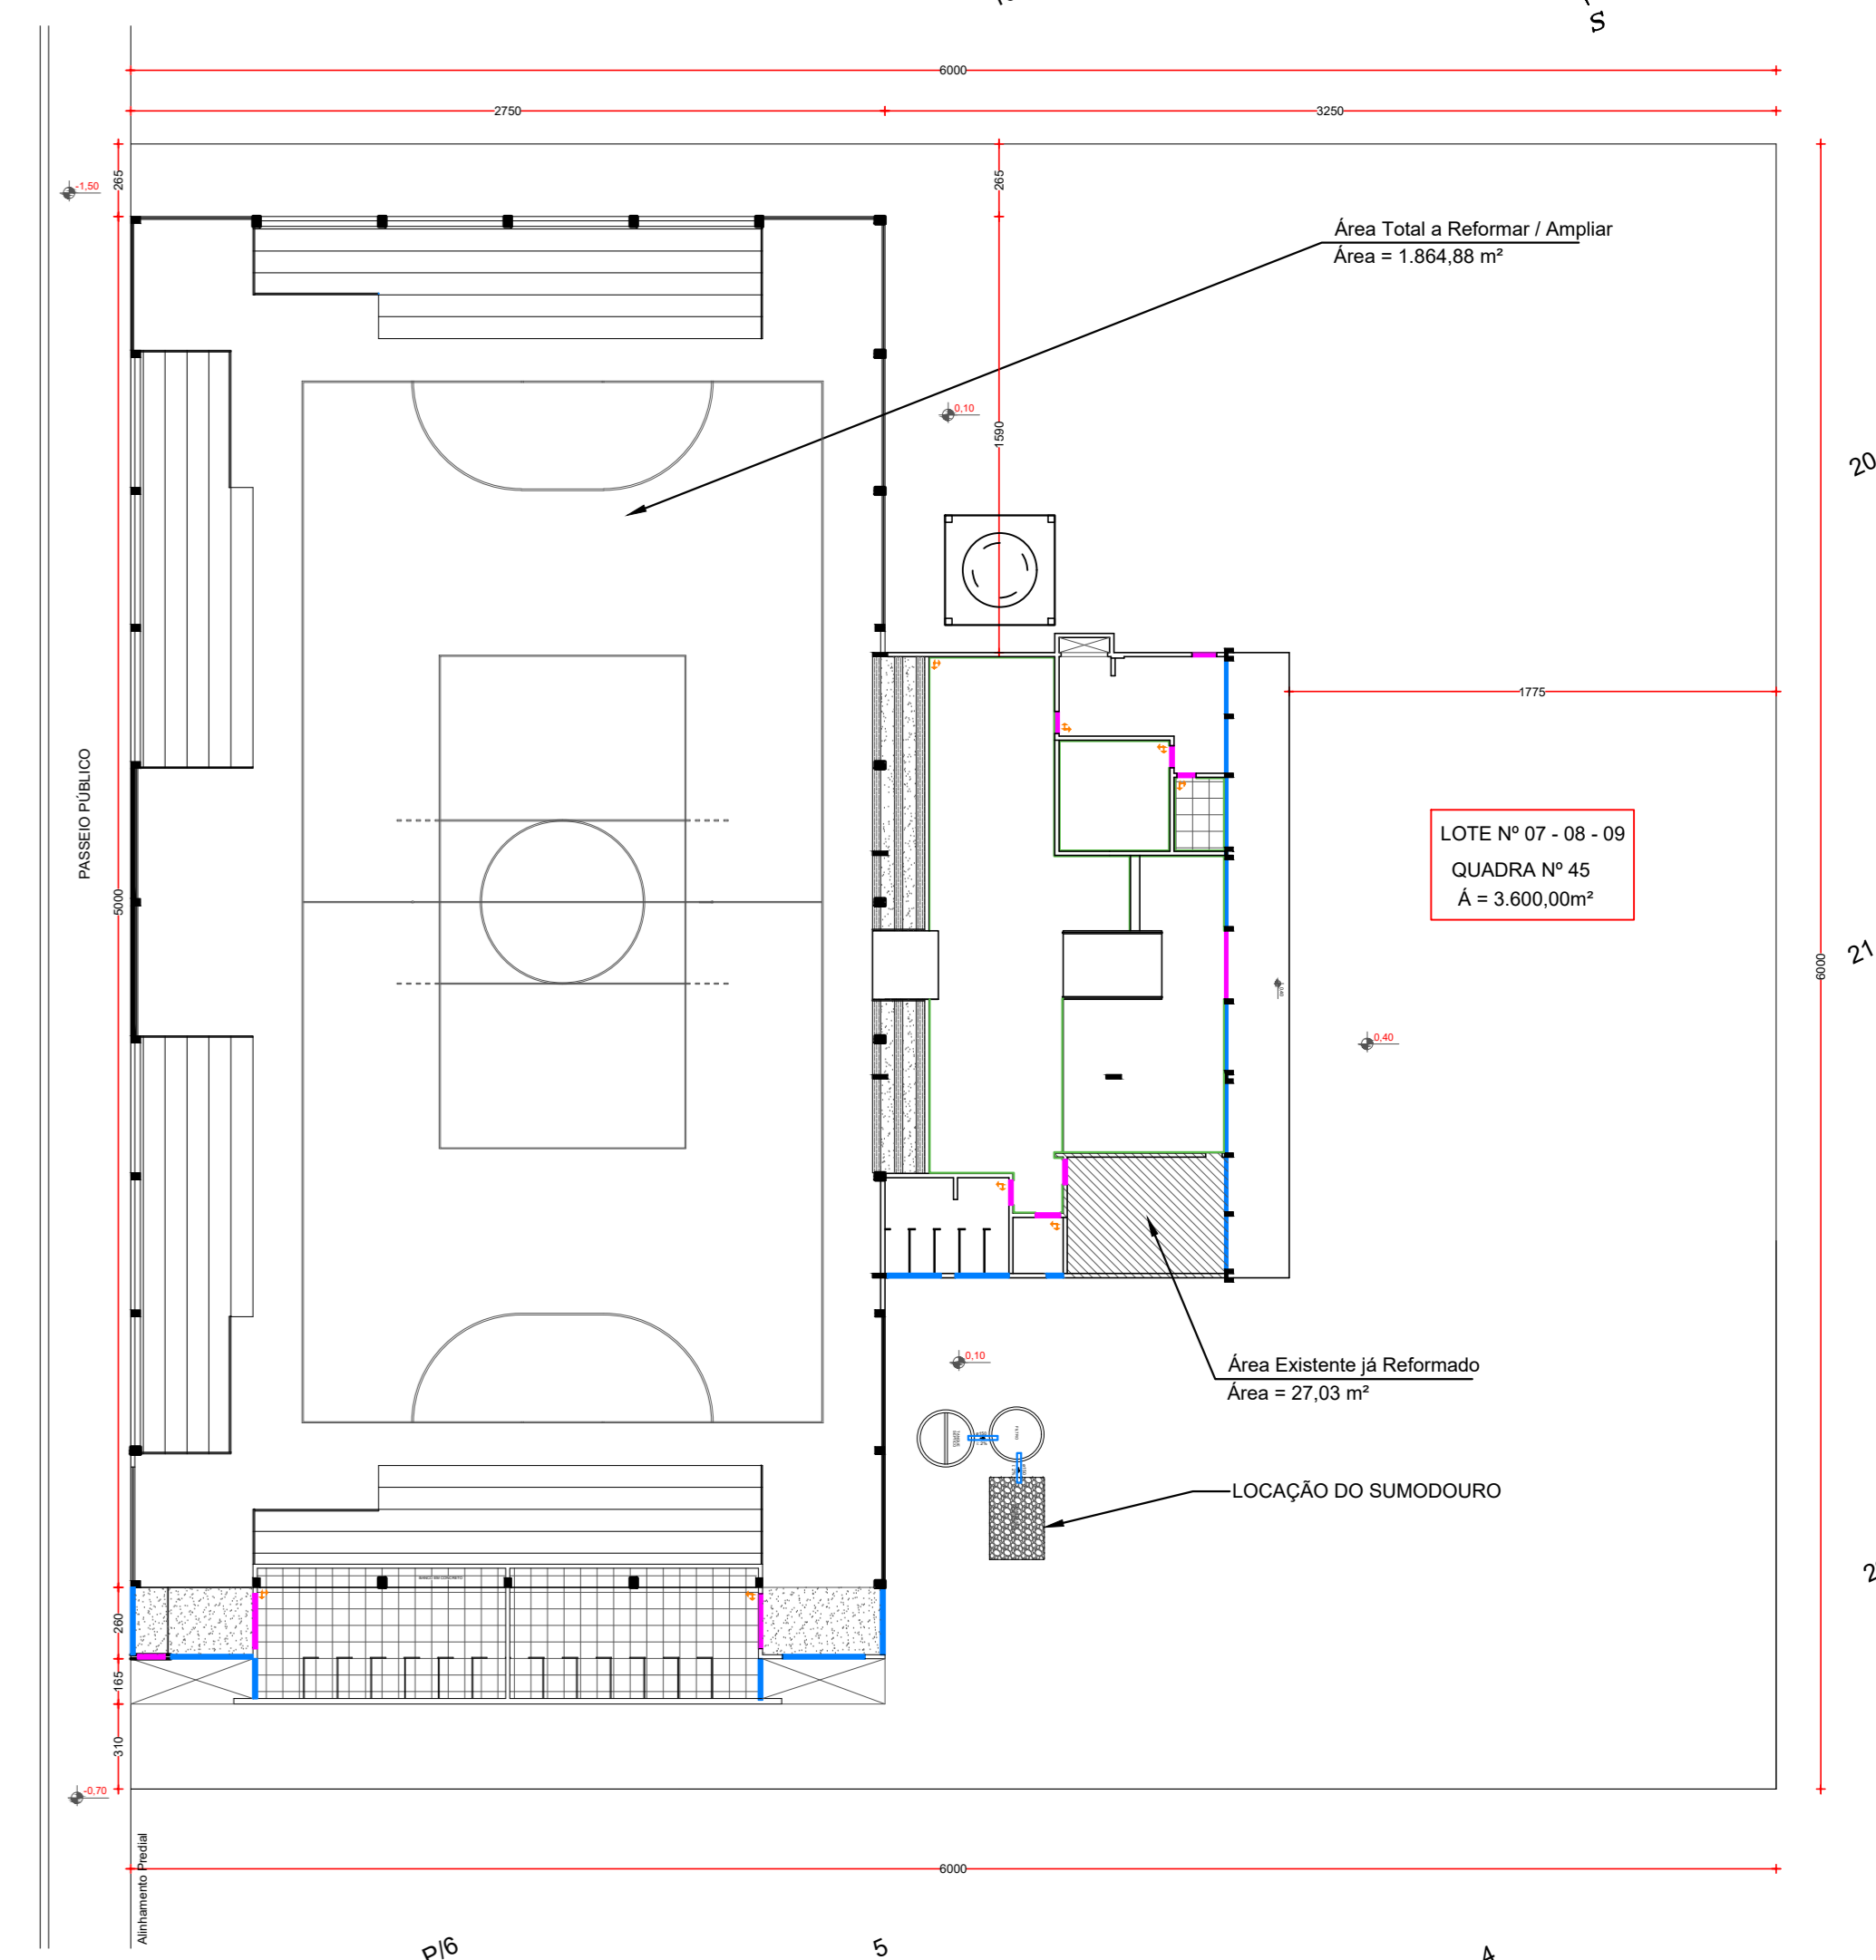 S
6000
2750
3250
265
265
-1,50
Área Total a Reformar / Ampliar
Área = 1.864,88 m²
0,10
1590
20
1775
PASSEIO PÚBLICO
LOTE Nº 07 - 08 - 09
QUADRA Nº 45
Á = 3.600,00m²
5000
21
6000
0,40
0,10
Área Existente já Reformado
Área = 27,03 m²
FILTRO
LOCAÇÃO DO SUMODOURO
260
165
310
-0,70
Alinhamento Predial
6000
P/6
5
4